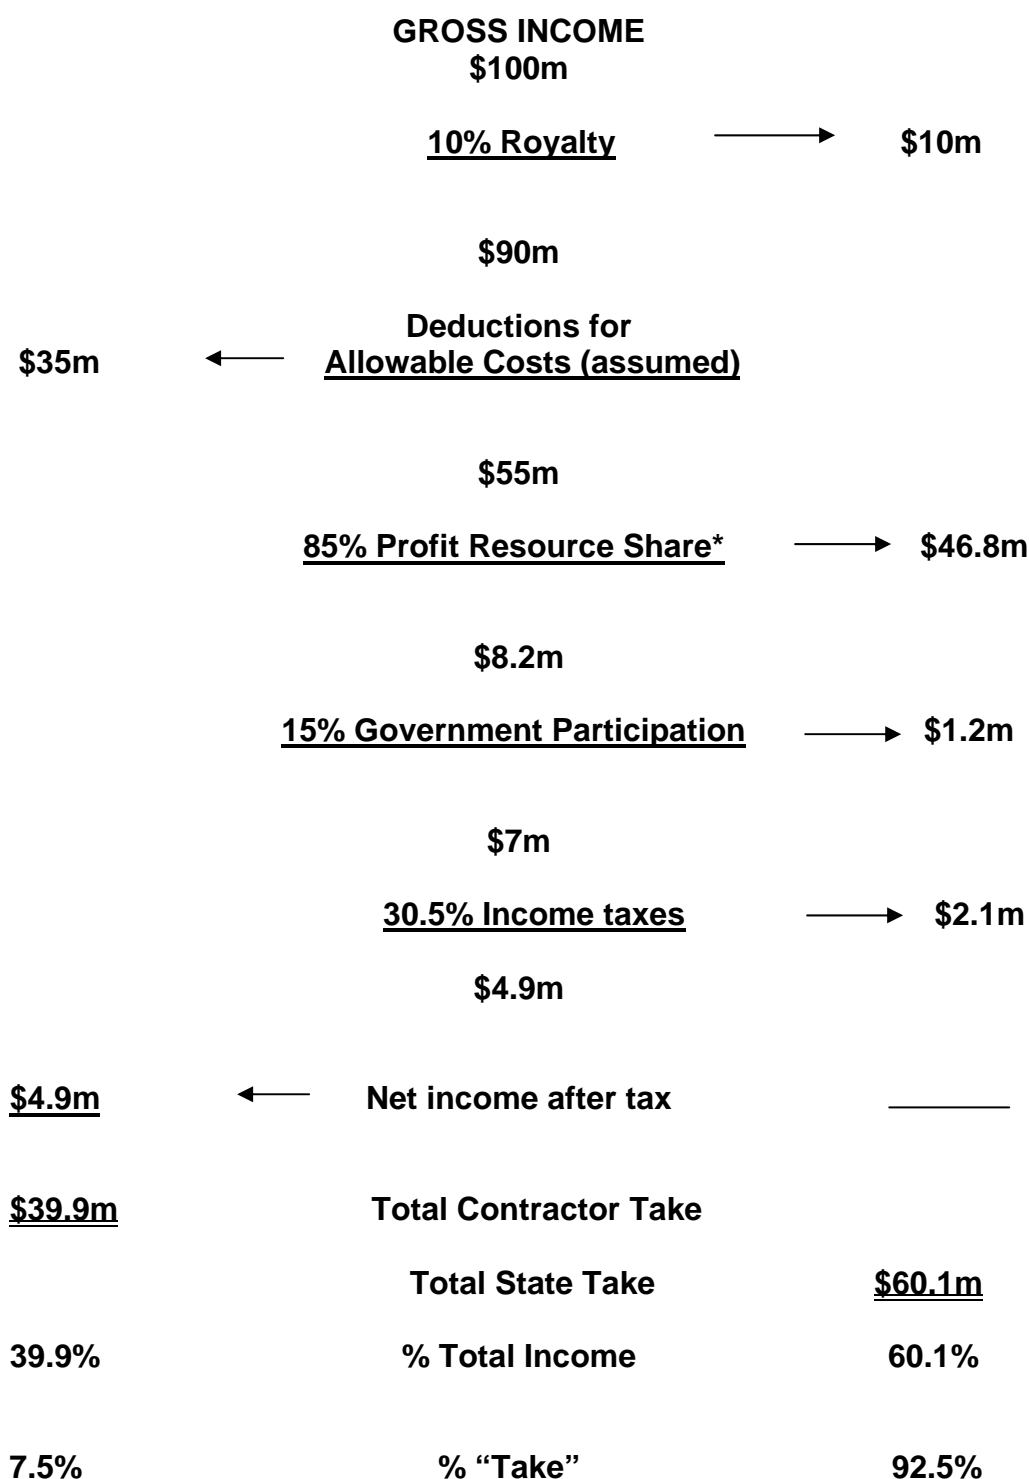 GROSS INCOME
$100m
10% Royalty $10m
$90m
Deductions for
$35m Allowable Costs (assumed)
$55m
85% Profit Resource Share* $46.8m
$8.2m
15% Government Participation $1.2m
$7m
30.5% Income taxes $2.1m
$4.9m
$4.9m Net income after tax
$39.9m Total Contractor Take
Total State Take $60.1m
39.9% % Total Income 60.1%
7.5% % “Take” 92.5%